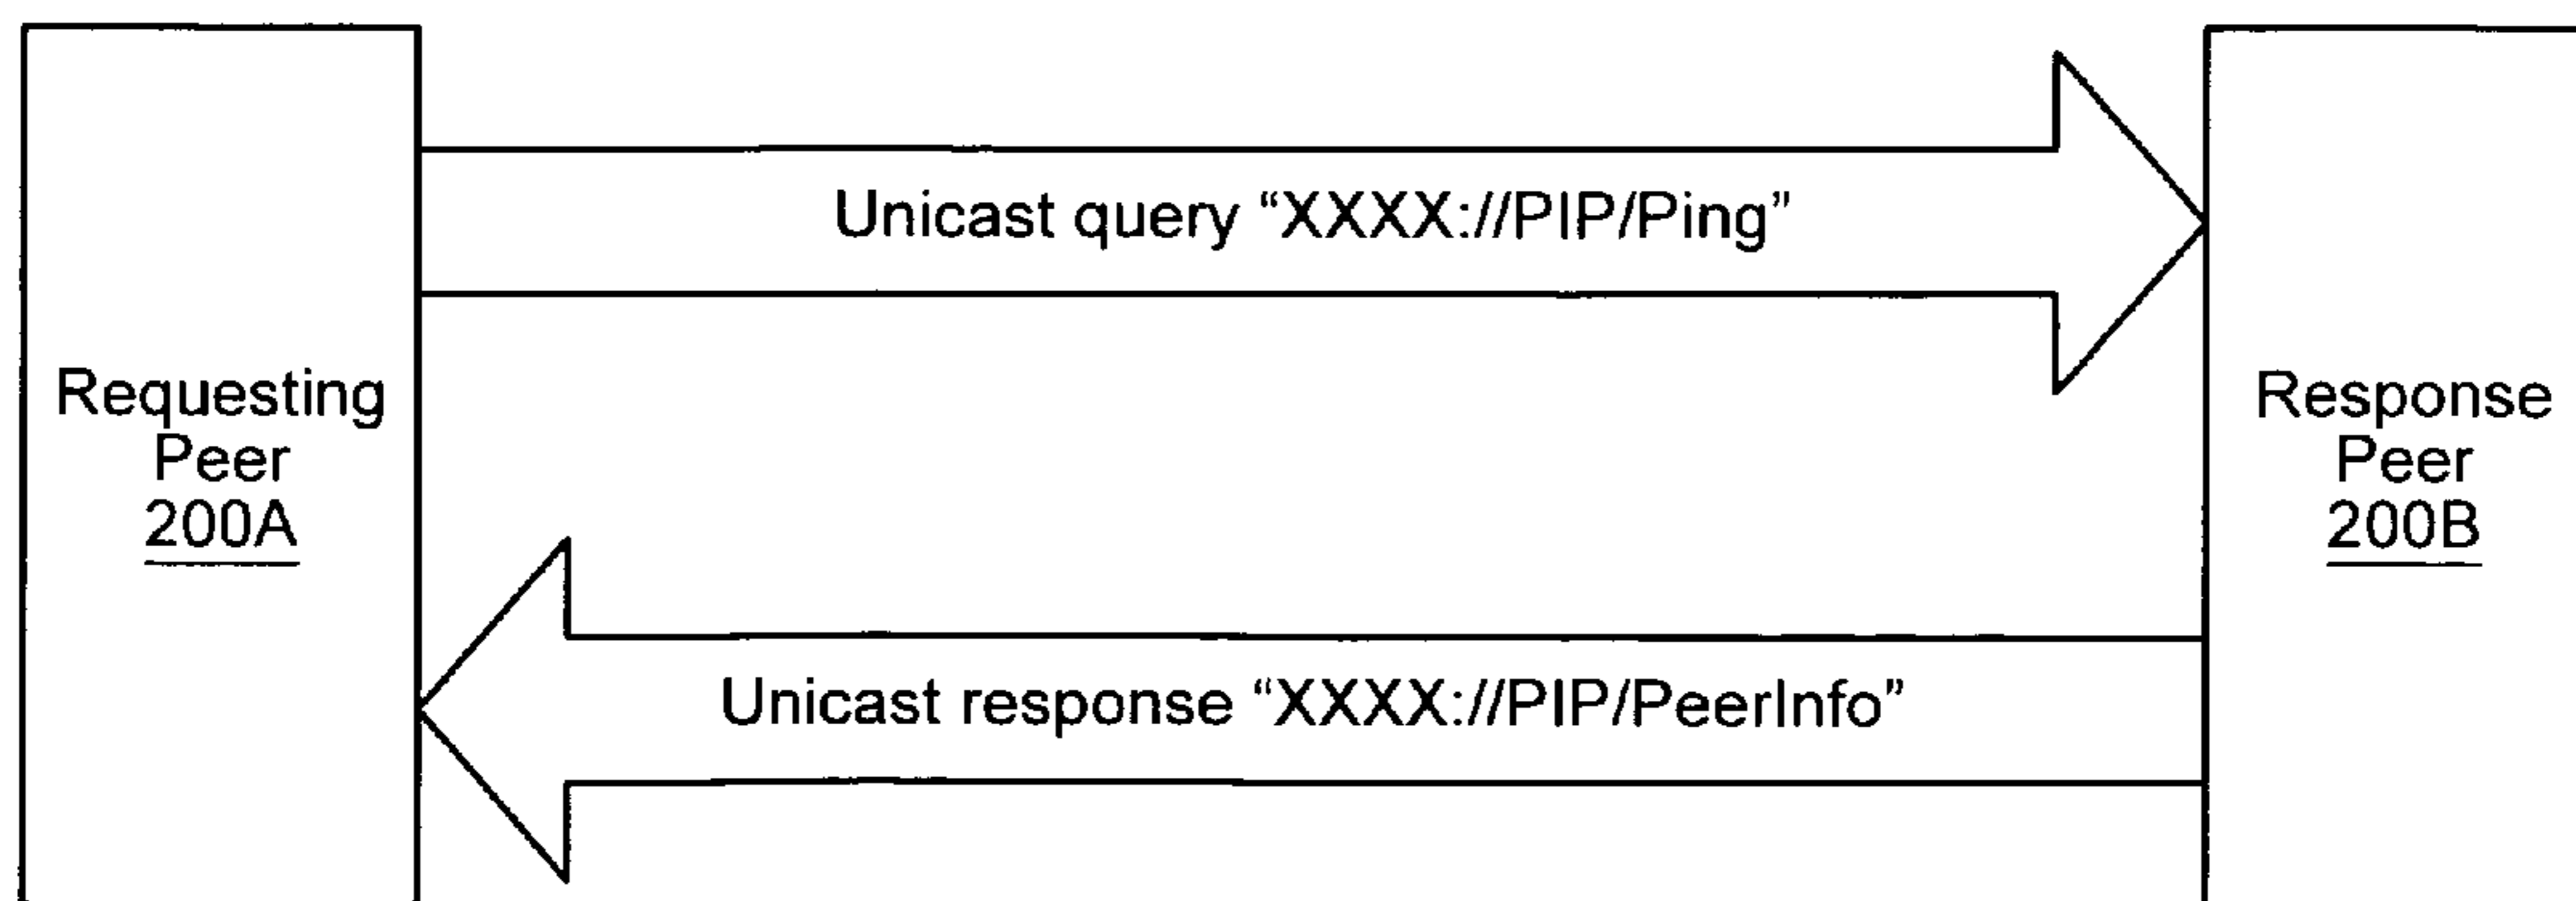 Unicast query “XXXX://PIP/Ping”
Requesting
Peer
200A
Response
Peer
200B
Unicast response “XXXX://PIP/PeerInfo”